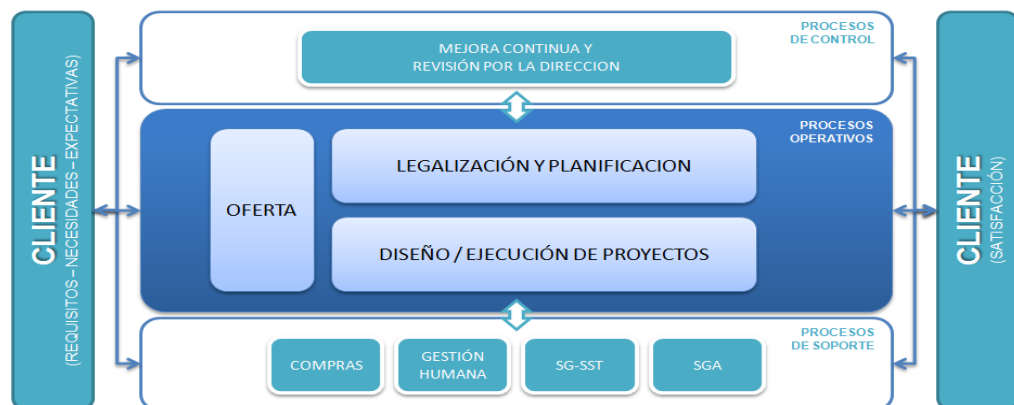 CLIENTE
(REQUISITOS – NECESIDADES – EXPECTATIVAS)
PROCESOS
DE CONTROL
MEJORA CONTINUA Y
REVISIÓN POR LA DIRECCION
PROCESOS
OPERATIVOS
OFERTA
LEGALIZACIÓN Y PLANIFICACION
DISEÑO / EJECUCIÓN DE PROYECTOS
PROCESOS
DE SOPORTE
COMPRAS
GESTIÓN
HUMANA
SG-SST
SGA
CLIENTE
(SATISFACCIÓN)